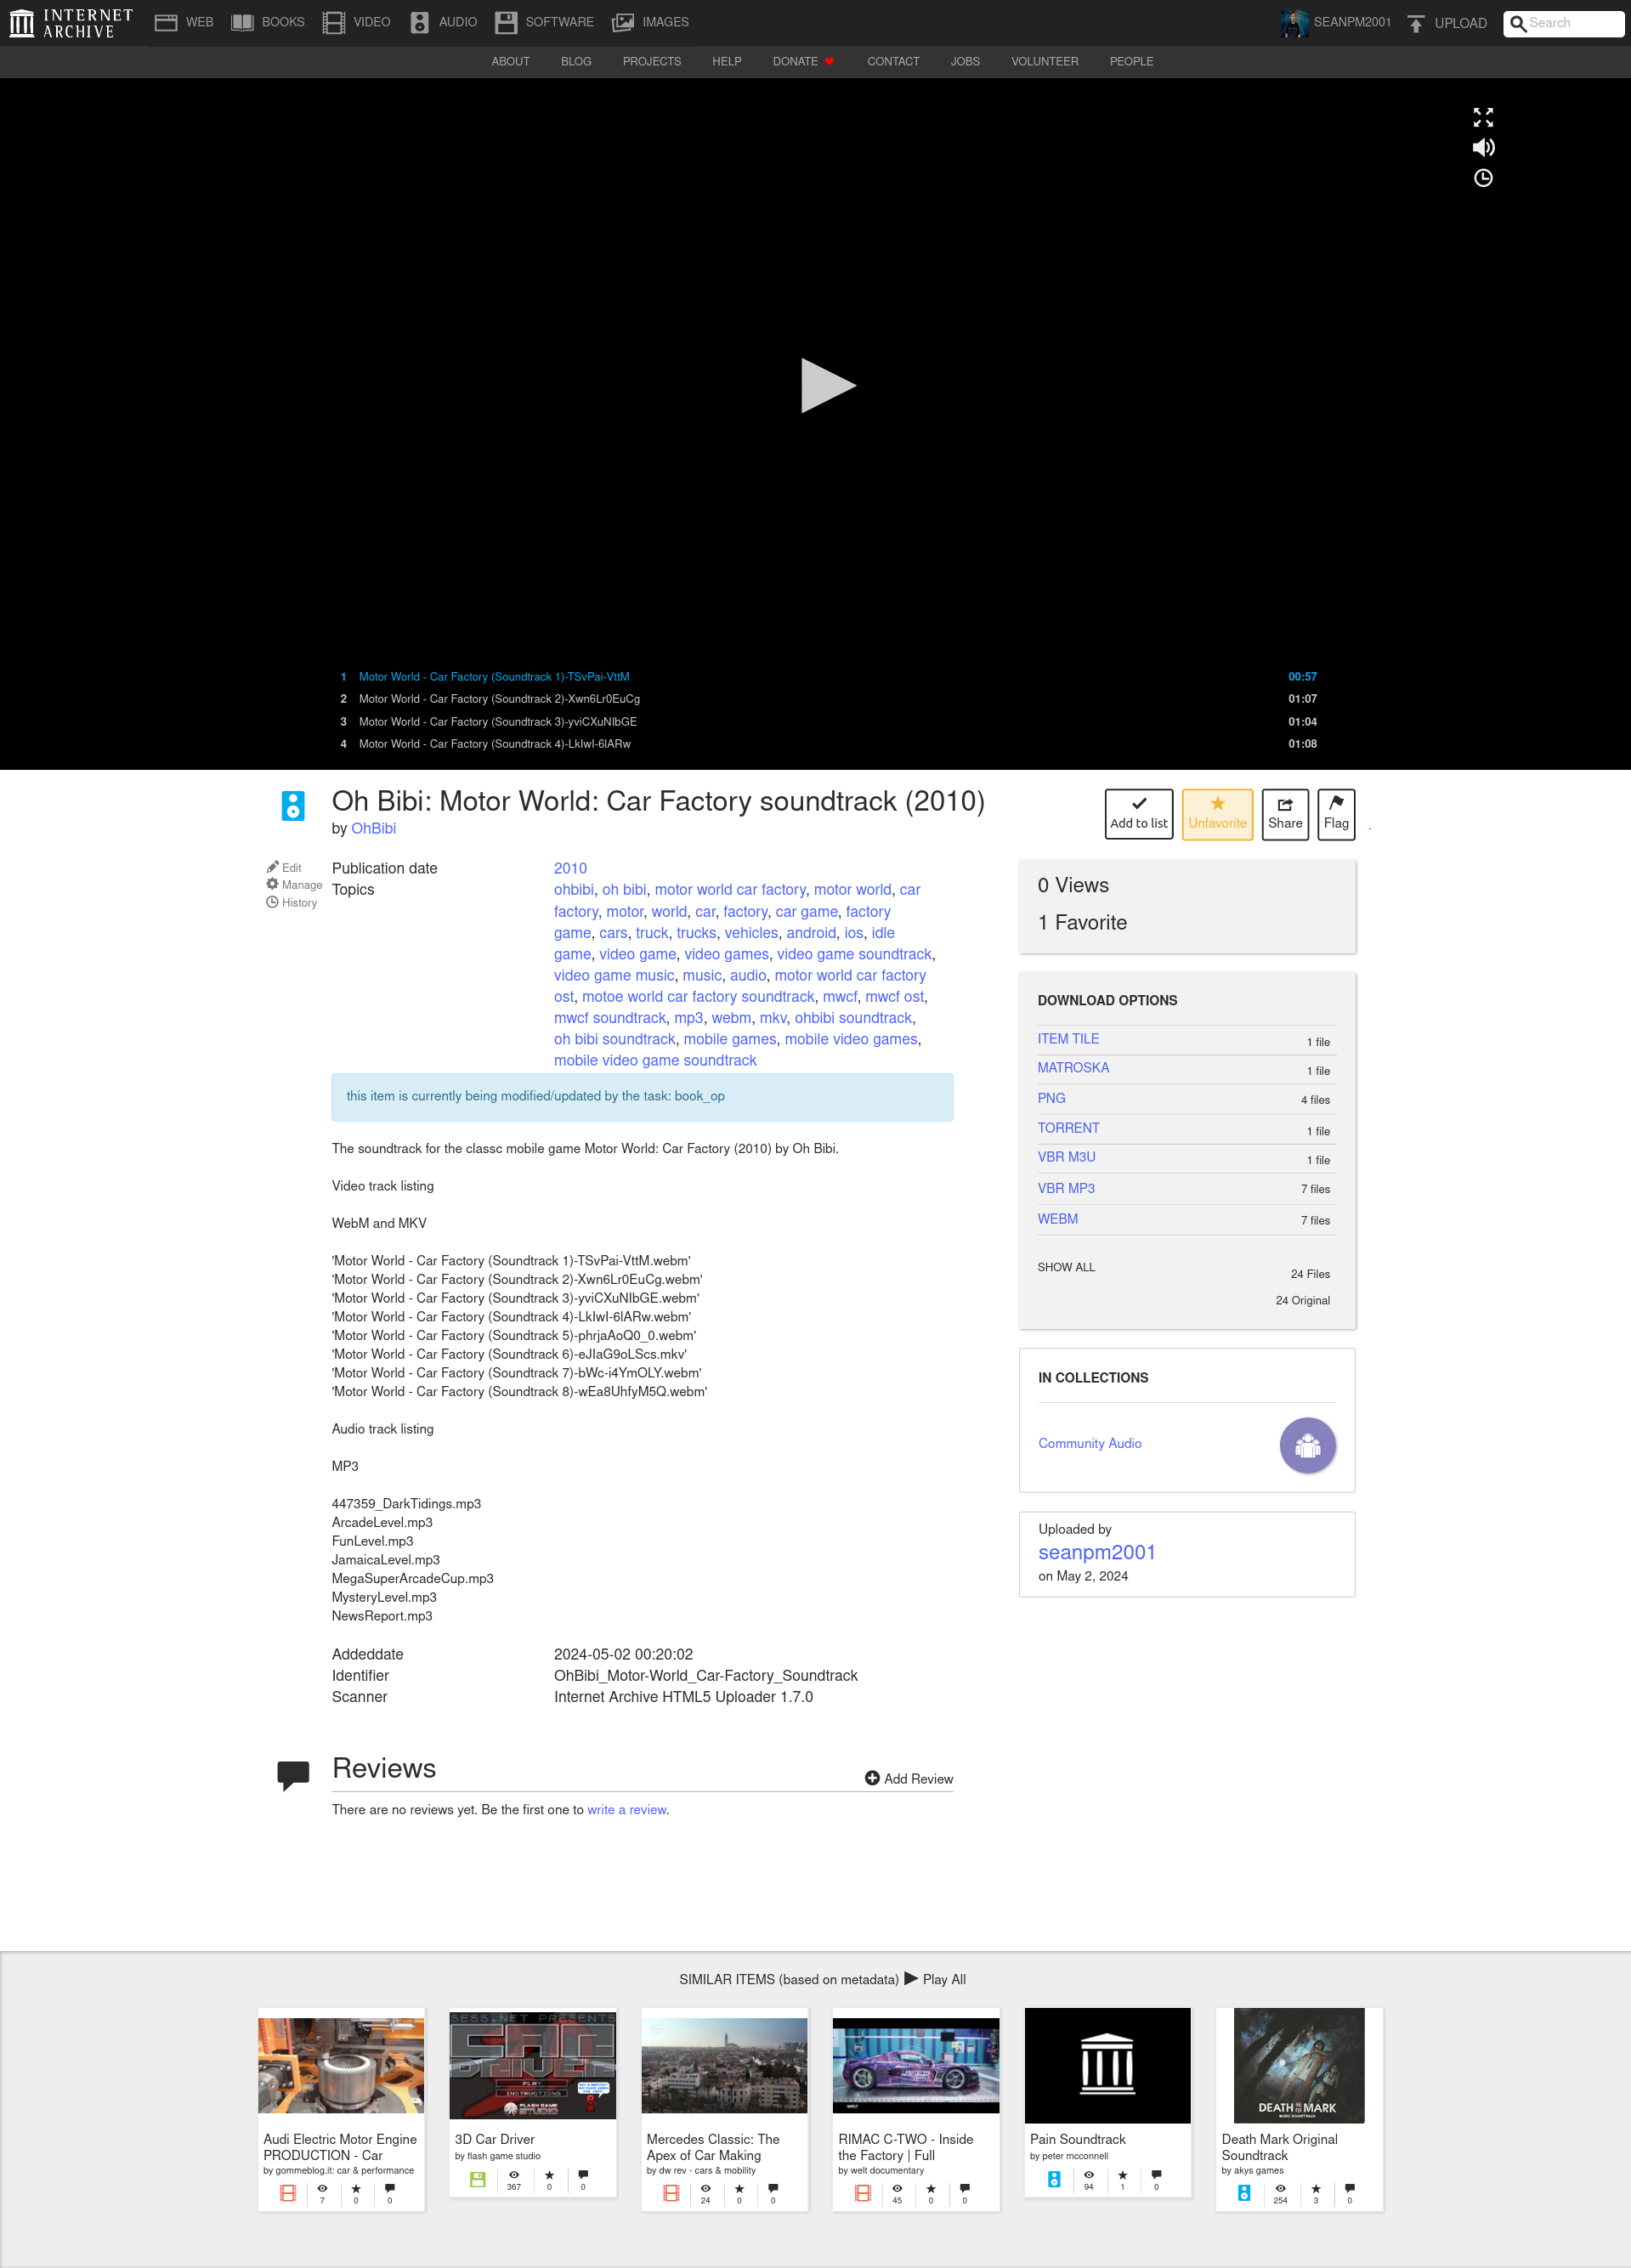 INTERNET
ARCHIVE
WEB
BOOKS
VIDEO
AUDIO
SOFTWARE
IMAGES
SEANPM2001
UPLOAD
Search
ABOUT
BLOG
PROJECTS
HELP
DONATE
CONTACT
JOBS
VOLUNTEER
PEOPLE
1 Motor World - Car Factory (Soundtrack 1)-TSvPai-VttM 00:57
2 Motor World - Car Factory (Soundtrack 2)-Xwn6Lr0EuCg 01:07
3 Motor World - Car Factory (Soundtrack 3)-yviCXuNIbGE 01:04
4 Motor World - Car Factory (Soundtrack 4)-LkIwI-6lARw 01:08
Oh Bibi: Motor World: Car Factory soundtrack (2010)
by OhBibi
Add to list
Unfavorite
Share
Flag
Edit
Manage
History
Publication date 2010
Topics ohbibi, oh bibi, motor world car factory, motor world, car
factory, motor, world, car, factory, car game, factory
game, cars, truck, trucks, vehicles, android, ios, idle
game, video game, video games, video game soundtrack,
video game music, music, audio, motor world car factory
ost, motoe world car factory soundtrack, mwcf, mwcf ost,
mwcf soundtrack, mp3, webm, mkv, ohbibi soundtrack,
oh bibi soundtrack, mobile games, mobile video games,
mobile video game soundtrack
this item is currently being modified/updated by the task: book_op
The soundtrack for the classc mobile game Motor World: Car Factory (2010) by Oh Bibi.
Video track listing
WebM and MKV
'Motor World - Car Factory (Soundtrack 1)-TSvPai-VttM.webm'
'Motor World - Car Factory (Soundtrack 2)-Xwn6Lr0EuCg.webm'
'Motor World - Car Factory (Soundtrack 3)-yviCXuNIbGE.webm'
'Motor World - Car Factory (Soundtrack 4)-LkIwI-6lARw.webm'
'Motor World - Car Factory (Soundtrack 5)-phrjaAoQ0_0.webm'
'Motor World - Car Factory (Soundtrack 6)-eJIaG9oLScs.mkv'
'Motor World - Car Factory (Soundtrack 7)-bWc-i4YmOLY.webm'
'Motor World - Car Factory (Soundtrack 8)-wEa8UhfyM5Q.webm'
Audio track listing
MP3
447359_DarkTidings.mp3
ArcadeLevel.mp3
FunLevel.mp3
JamaicaLevel.mp3
MegaSuperArcadeCup.mp3
MysteryLevel.mp3
NewsReport.mp3
Addeddate 2024-05-02 00:20:02
Identifier OhBibi_Motor-World_Car-Factory_Soundtrack
Scanner Internet Archive HTML5 Uploader 1.7.0
0 Views
1 Favorite
DOWNLOAD OPTIONS
ITEM TILE 1 file
MATROSKA 1 file
PNG 4 files
TORRENT 1 file
VBR M3U 1 file
VBR MP3 7 files
WEBM 7 files
SHOW ALL 24 Files
24 Original
IN COLLECTIONS
Community Audio
Uploaded by
seanpm2001
on May 2, 2024
Reviews
Add Review
There are no reviews yet. Be the first one to write a review.
SIMILAR ITEMS (based on metadata) Play All
Audi Electric Motor Engine
PRODUCTION - Car
by gommeblog.it: car & performance
7 0 0
SESS.NET PRESENTS
PLAY
INSTRUCTIONS
FLASH GAME
STUDIO
3D Car Driver
by flash game studio
367 0 0
Mercedes Classic: The
Apex of Car Making
by dw rev - cars & mobility
24 0 0
RIMAC C-TWO - Inside
the Factory | Full
by welt documentary
45 0 0
Pain Soundtrack
by peter mcconnell
94 1 0
DEATH MARK
Death Mark Original
Soundtrack
by akys games
254 3 0